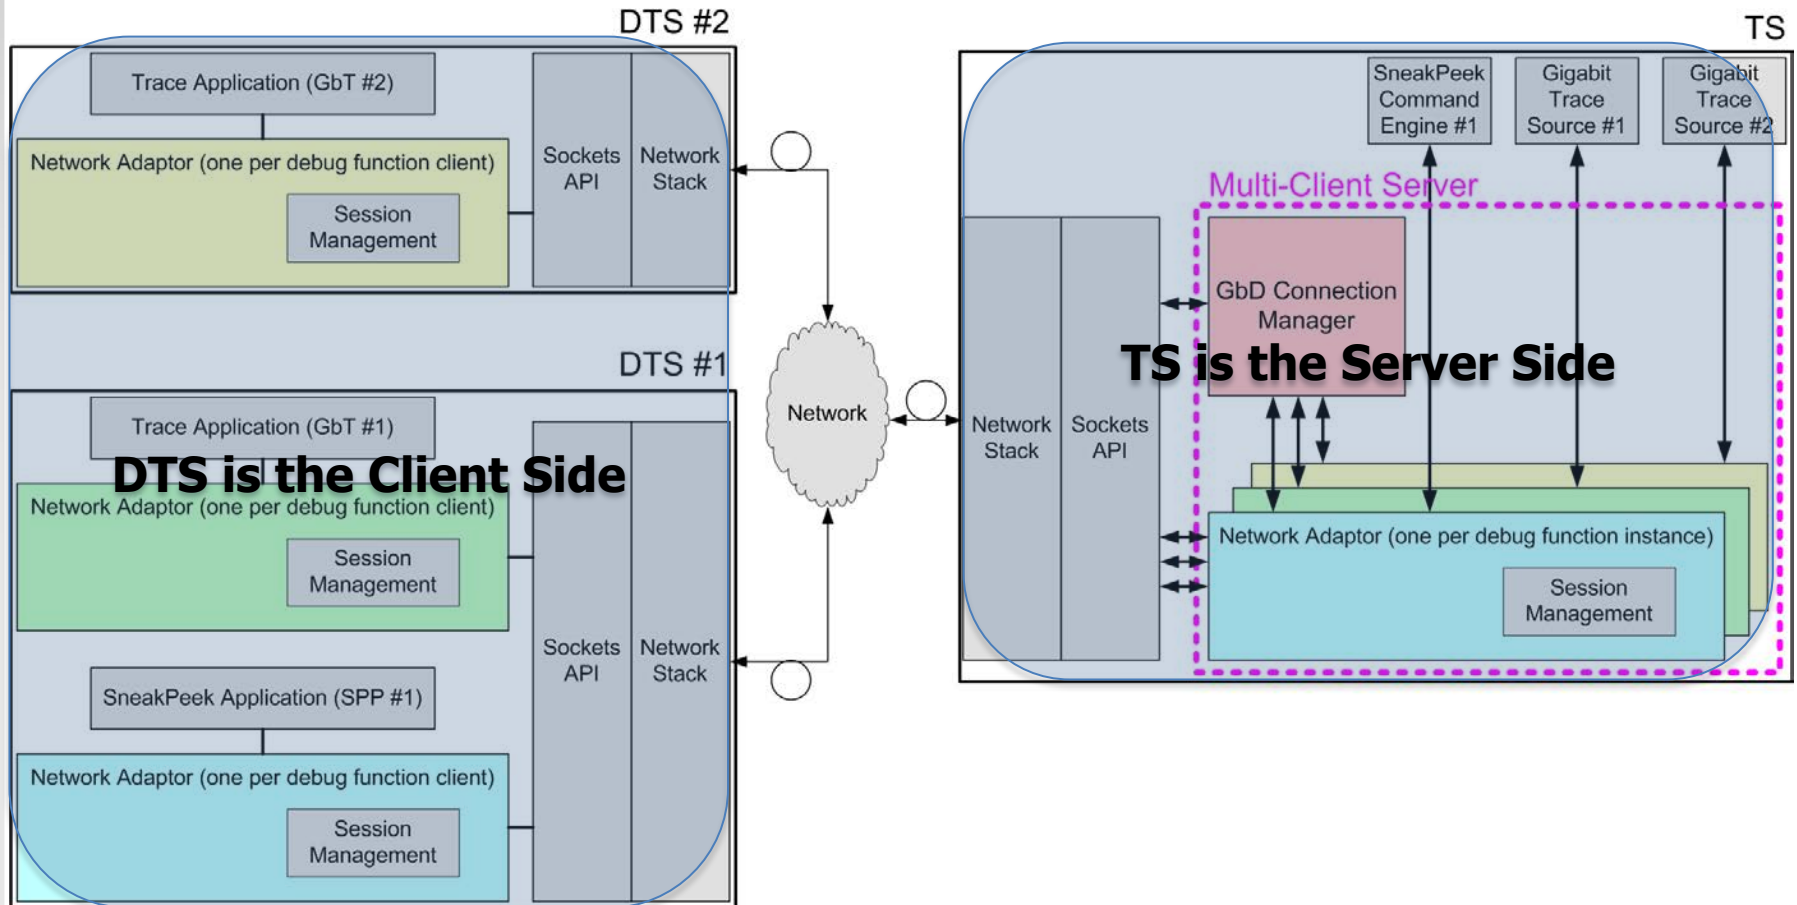 DTS #2
Trace Application (GbT #2)
Network Adaptor (one per debug function client)
Session
Management
Sockets
API
Network
Stack
DTS #1
Trace Application (GbT #1)
DTS is the Client Side
Network Adaptor (one per debug function client)
Session
Management
Sockets
API
Network
Stack
SneakPeek Application (SPP #1)
Network Adaptor (one per debug function client)
Session
Management
Network
TS
SneakPeek
Command
Engine #1
Gigabit
Trace
Source #1
Gigabit
Trace
Source #2
Multi-Client Server
GbD Connection
Manager
TS is the Server Side
Network
Stack
Sockets
API
Network Adaptor (one per debug function instance)
Session
Management